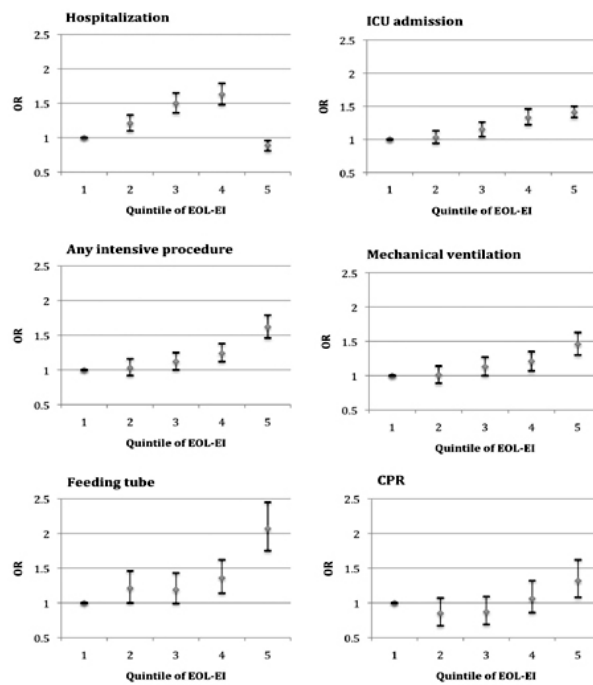 Hospitalization
2.5
2
1.5
1
0.5
OR
1 2 3 4 5
Quintile of EOL-EI
ICU admission
2.5
2
1.5
1
0.5
OR
1 2 3 4 5
Quintile of EOL-EI
Any intensive procedure
2.5
2
1.5
1
0.5
OR
1 2 3 4 5
Quintile of EOL-EI
Mechanical ventilation
2.5
2
1.5
1
0.5
OR
1 2 3 4 5
Quintile of EOL-EI
Feeding tube
2.5
2
1.5
1
0.5
OR
1 2 3 4 5
Quintile of EOL-EI
CPR
2.5
2
1.5
1
0.5
OR
1 2 3 4 5
Quintile of EOL-EI